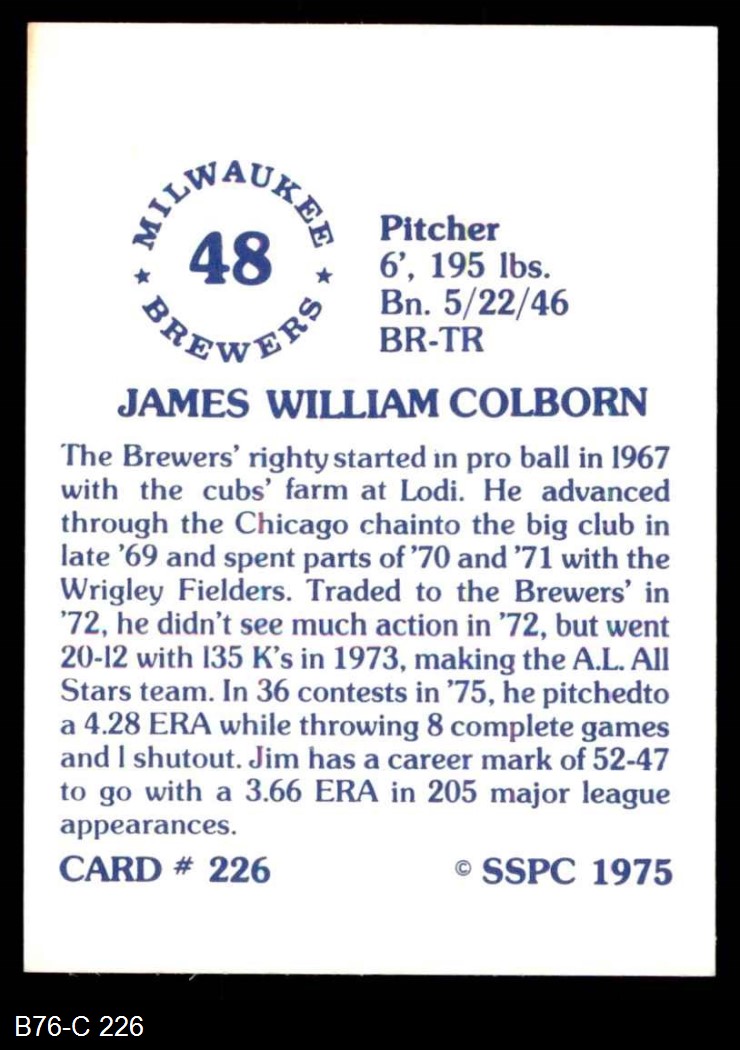 MILWAUKEE
48
BREWERS
Pitcher
6', 195 lbs.
Bn. 5/22/46
BR-TR
JAMES WILLIAM COLBORN
The Brewers' righty started in pro ball in 1967
with the cubs' farm at Lodi. He advanced
through the Chicago chainto the big club in
late '69 and spent parts of '70 and '71 with the
Wrigley Fielders. Traded to the Brewers' in
'72, he didn't see much action in '72, but went
20-12 with 135 K's in 1973, making the A.L. All
Stars team. In 36 contests in '75, he pitchedto
a 4.28 ERA while throwing 8 complete games
and 1 shutout. Jim has a career mark of 52-47
to go with a 3.66 ERA in 205 major league
appearances.
CARD # 226
© SSPC 1975
B76-C 226